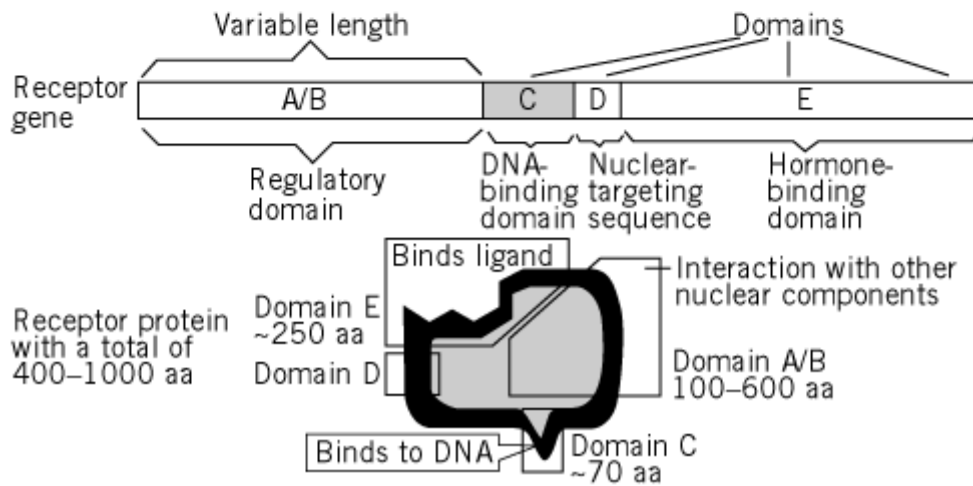 Variable length
Domains
Receptor
gene
A/B
C
D
E
Regulatory
domain
DNA-
binding
domain
Nuclear-
targeting
sequence
Hormone-
binding
domain
Binds ligand
Interaction with other
nuclear components
Receptor protein
with a total of
400–1000 aa
Domain E
~250 aa
Domain D
Domain A/B
100–600 aa
Binds to DNA
Domain C
~70 aa